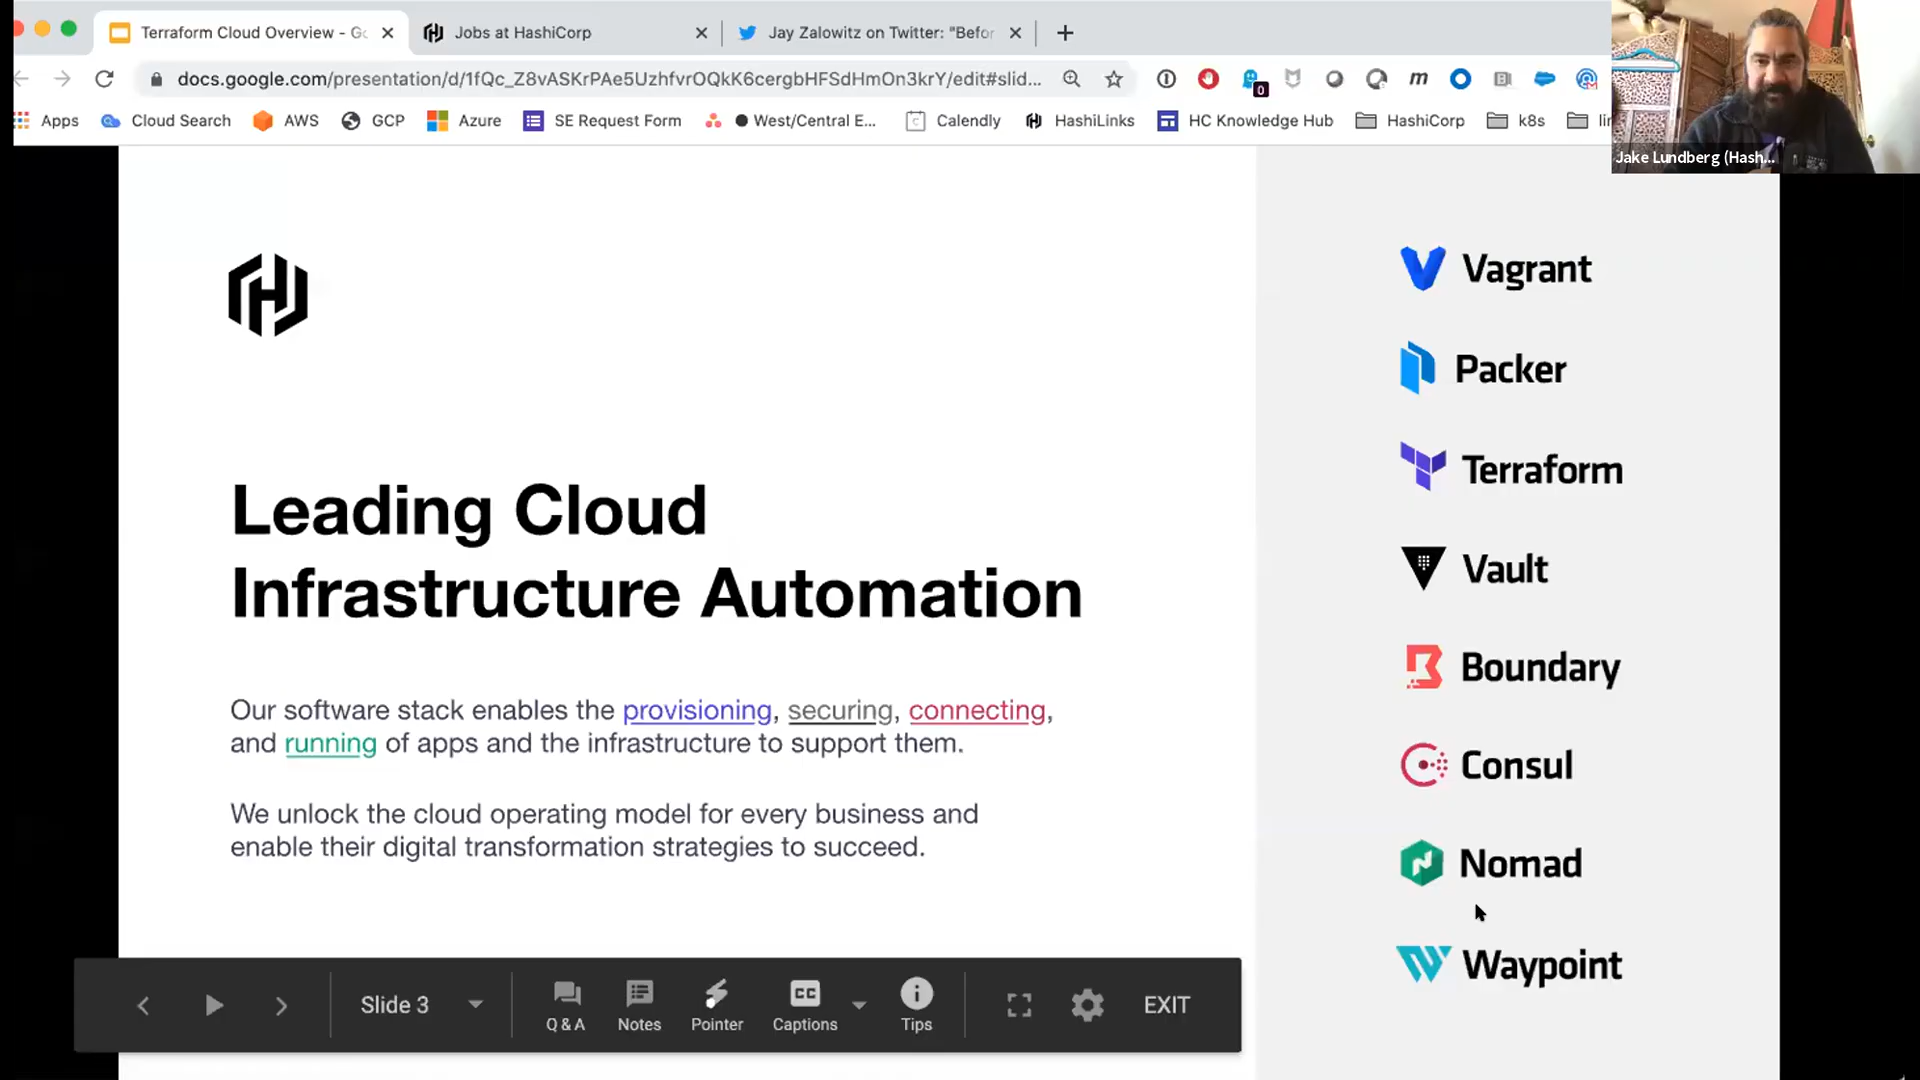 Terraform Cloud Overview - Go
Jobs at HashiCorp
Jay Zalowitz on Twitter: "Befor
docs.google.com/presentation/d/1fQc_Z8vASKrPAe5UzhfvrOQkK6cergbHFSdHmOn3krY/edit#slid...
0
m
Apps
Cloud Search
AWS
GCP
Azure
SE Request Form
West/Central E...
Calendly
HashiLinks
HC Knowledge Hub
HashiCorp
k8s
lir
Jake Lundberg (Hash...
Leading Cloud
Infrastructure Automation
Our software stack enables the provisioning, securing, connecting,
and running of apps and the infrastructure to support them.
We unlock the cloud operating model for every business and
enable their digital transformation strategies to succeed.
Vagrant
Packer
Terraform
Vault
Boundary
Consul
Nomad
Waypoint
Slide 3
Q & A
Notes
Pointer
CC
Captions
Tips
EXIT